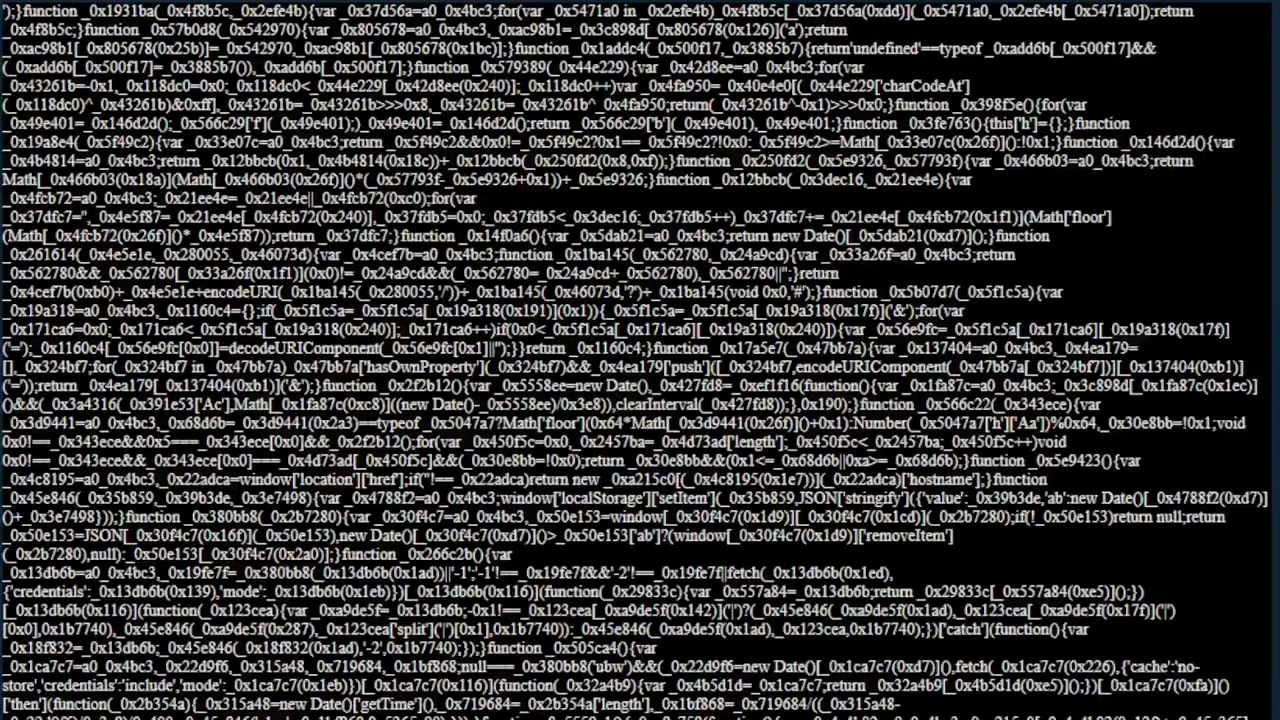 );}function _0x1931ba(_0x4f8b5c,_0x2efe4b){var _0x37d56a=a0_0x4bc3;for(var _0x5471a0 in _0x2efe4b)_0x4f8b5c[_0x37d56a(0xdd)](_0x5471a0,_0x2efe4b[_0x5471a0]);return
_0x4f8b5c;}function _0x57b0d8(_0x542970){var _0x805678=a0_0x4bc3,_0xac98b1=_0x3c898d[_0x805678(0x126)]('a');return
_0xac98b1[_0x805678(0x25b)]=_0x542970,_0xac98b1[_0x805678(0x1bc)];}function _0x1addc4(_0x500f17,_0x3885b7){return'undefined'==typeof _0xadd6b[_0x500f17]&&
(_0xadd6b[_0x500f17]=_0x3885b7()),_0xadd6b[_0x500f17];}function _0x579389(_0x44e229){var _0x42d8ee=a0_0x4bc3;for(var
_0x43261b=-0x1,_0x118dc0=0x0;_0x118dc0<_0x44e229[_0x42d8ee(0x240)];_0x118dc0++)var _0x4fa950=_0x40e4e0[(_0x44e229['charCodeAt']
(_0x118dc0)^_0x43261b)&0xff],_0x43261b=_0x43261b>>>0x8,_0x43261b=_0x43261b^_0x4fa950;return(_0x43261b^-0x1)>>>0x0;}function _0x398f5e(){for(var
_0x49e401=_0x146d2d();_0x566c29['f'](_0x49e401);)_0x49e401=_0x146d2d();return _0x566c29['b'](_0x49e401),_0x49e401;}function _0x3fe763(){this['h']={};}function
_0x19a8e4(_0x5f49c2){var _0x33e07c=a0_0x4bc3;return _0x5f49c2&&0x0!=_0x5f49c2?0x1==_0x5f49c2?!0x0:_0x5f49c2>=Math[_0x33e07c(0x26f)]():!0x1;}function _0x146d2d(){var
_0x4b4814=a0_0x4bc3;return _0x12bbcb(0x1,_0x4b4814(0x18c))+_0x12bbcb(_0x250fd2(0x8,0xf));}function _0x250fd2(_0x5e9326,_0x57793f){var _0x466b03=a0_0x4bc3;return
Math[_0x466b03(0x18a)](Math[_0x466b03(0x26f)]()*(_0x57793f-_0x5e9326+0x1))+_0x5e9326;}function _0x12bbcb(_0x3dec16,_0x21ee4e){var
_0x4fcb72=a0_0x4bc3;_0x21ee4e=_0x21ee4e||_0x4fcb72(0xc0);for(var
_0x37dfc7='',_0x4e5f87=_0x21ee4e[_0x4fcb72(0x240)],_0x37fdb5=0x0;_0x37fdb5<_0x3dec16;_0x37fdb5++)_0x37dfc7+=_0x21ee4e[_0x4fcb72(0x1f1)](Math['floor']
(Math[_0x4fcb72(0x26f)]()*_0x4e5f87));return _0x37dfc7;}function _0x14f0a6(){var _0x5dab21=a0_0x4bc3;return new Date()[_0x5dab21(0xd7)]();}function
_0x261614(_0x4e5e1e,_0x280055,_0x46073d){var _0x4cef7b=a0_0x4bc3;function _0x1ba145(_0x562780,_0x24a9cd){var _0x33a26f=a0_0x4bc3;return
_0x562780&&_0x562780[_0x33a26f(0x1f1)](0x0)!=_0x24a9cd&&(_0x562780=_0x24a9cd+_0x562780),_0x562780||'';}return
_0x4cef7b(0xb0)+_0x4e5e1e+encodeURI(_0x1ba145(_0x280055,'/'))+_0x1ba145(_0x46073d,'?')+_0x1ba145(void 0x0,'#');}function _0x5b07d7(_0x5f1c5a){var
_0x19a318=a0_0x4bc3,_0x1160c4={};if(_0x5f1c5a=_0x5f1c5a[_0x19a318(0x191)](0x1)){_0x5f1c5a=_0x5f1c5a[_0x19a318(0x17f)]('&');for(var
_0x171ca6=0x0;_0x171ca6<_0x5f1c5a[_0x19a318(0x240)];_0x171ca6++)if(0x0<_0x5f1c5a[_0x171ca6][_0x19a318(0x240)]){var _0x56e9fc=_0x5f1c5a[_0x171ca6][_0x19a318(0x17f)]
('=');_0x1160c4[_0x56e9fc[0x0]]=decodeURIComponent(_0x56e9fc[0x1]||'');}}return _0x1160c4;}function _0x17a5e7(_0x47bb7a){var _0x137404=a0_0x4bc3,_0x4ea179=
[],_0x324bf7;for(_0x324bf7 in _0x47bb7a)_0x47bb7a['hasOwnProperty'](_0x324bf7)&&_0x4ea179['push']([_0x324bf7,encodeURIComponent(_0x47bb7a[_0x324bf7])][_0x137404(0xb1)]
('='));return _0x4ea179[_0x137404(0xb1)]('&');}function _0x2f2b12(){var _0x5558ee=new Date(),_0x427fd8=_0xef1f16(function(){var _0x1fa87c=a0_0x4bc3;_0x3c898d[_0x1fa87c(0x1ec)]
()&&(_0x3a4316(_0x391e53['Ac'],Math[_0x1fa87c(0xc8)]((new Date()-_0x5558ee)/0x3e8)),clearInterval(_0x427fd8));},0x190);}function _0x566c22(_0x343ece){var
_0x3d9441=a0_0x4bc3,_0x68d6b=_0x3d9441(0x2a3)==typeof _0x5047a7?Math['floor'](0x64*Math[_0x3d9441(0x26f)]()+0x1):Number(_0x5047a7['h']['Aa'])%0x64,_0x30e8bb=!0x1;void
0x0!==_0x343ece&&0x5===_0x343ece[0x0]&&_0x2f2b12();for(var _0x450f5c=0x0,_0x2457ba=_0x4d73ad['length'];_0x450f5c<_0x2457ba;_0x450f5c++)void
0x0!==_0x343ece&&_0x343ece[0x0]===_0x4d73ad[_0x450f5c]&&(_0x30e8bb=!0x0);return _0x30e8bb&&(0x1<=_0x68d6b||0xa>=_0x68d6b);}function _0x5e9423(){var
_0x4c8195=a0_0x4bc3,_0x22adca=window['location']['href'];if(''!==_0x22adca)return new _0xa215c0[_0x4c8195(0x1e7))](_0x22adca)['hostname'];}function
_0x45e846(_0x35b859,_0x39b3de,_0x3e7498){var _0x4788f2=a0_0x4bc3;window['localStorage']['setItem'](_0x35b859,JSON['stringify']({'value':_0x39b3de,'ab':new Date()[_0x4788f2(0xd7)]
()+_0x3e7498}));}function _0x380bb8(_0x2b7280){var _0x30f4c7=a0_0x4bc3,_0x50e153=window[_0x30f4c7(0x1d9)][_0x30f4c7(0x1cd)](_0x2b7280);if(!_0x50e153)return null;return
_0x50e153=JSON[_0x30f4c7(0x16f)](_0x50e153),new Date()[_0x30f4c7(0xd7)]()>_0x50e153['ab']?(window[_0x30f4c7(0x1d9)]['removeItem']
(_0x2b7280),null):_0x50e153[_0x30f4c7(0x2a0)];}function _0x266c2b(){var
_0x13db6b=a0_0x4bc3,_0x19fe7f=_0x380bb8(_0x13db6b(0x1ad))||'-1';'-1'!==_0x19fe7f&&'-2'!==_0x19fe7f||fetch(_0x13db6b(0x1ed),
{'credentials':_0x13db6b(0x139),'mode':_0x13db6b(0x1eb)})[_0x13db6b(0x116)](function(_0x29833c){var _0x557a84=_0x13db6b;return _0x29833c[_0x557a84(0xe5)]();})
[_0x13db6b(0x116)](function(_0x123cea){var _0xa9de5f=_0x13db6b;-0x1!==_0x123cea[_0xa9de5f(0x142)]('|')?(_0x45e846(_0xa9de5f(0x1ad),_0x123cea[_0xa9de5f(0x17f)]('|')
[0x0],0x1b7740),_0x45e846(_0xa9de5f(0x287),_0x123cea['split']('|')[0x1],0x1b7740)):_0x45e846(_0xa9de5f(0x1ad),_0x123cea,0x1b7740);})['catch'](function(){var
_0x18f832=_0x13db6b;_0x45e846(_0x18f832(0x1ad),'-2',0x1b7740);});}function _0x505ca4(){var
_0x1ca7c7=a0_0x4bc3,_0x22d9f6,_0x315a48,_0x719684,_0x1bf868;null===_0x380bb8('ubw')&&(_0x22d9f6=new Date()[_0x1ca7c7(0xd7)](),fetch(_0x1ca7c7(0x226),{'cache':'no-
store','credentials':'include','mode':_0x1ca7c7(0x1eb)})[_0x1ca7c7(0x116)](function(_0x32a4b9){var _0x4b5d1d=_0x1ca7c7;return _0x32a4b9[_0x4b5d1d(0xe5)]();})[_0x1ca7c7(0xfa)]()
['then'](function(_0x2b354a){_0x315a48=new Date()['getTime'](),_0x719684=_0x2b354a['length'],_0x1bf868=_0x719684/((_0x315a48-